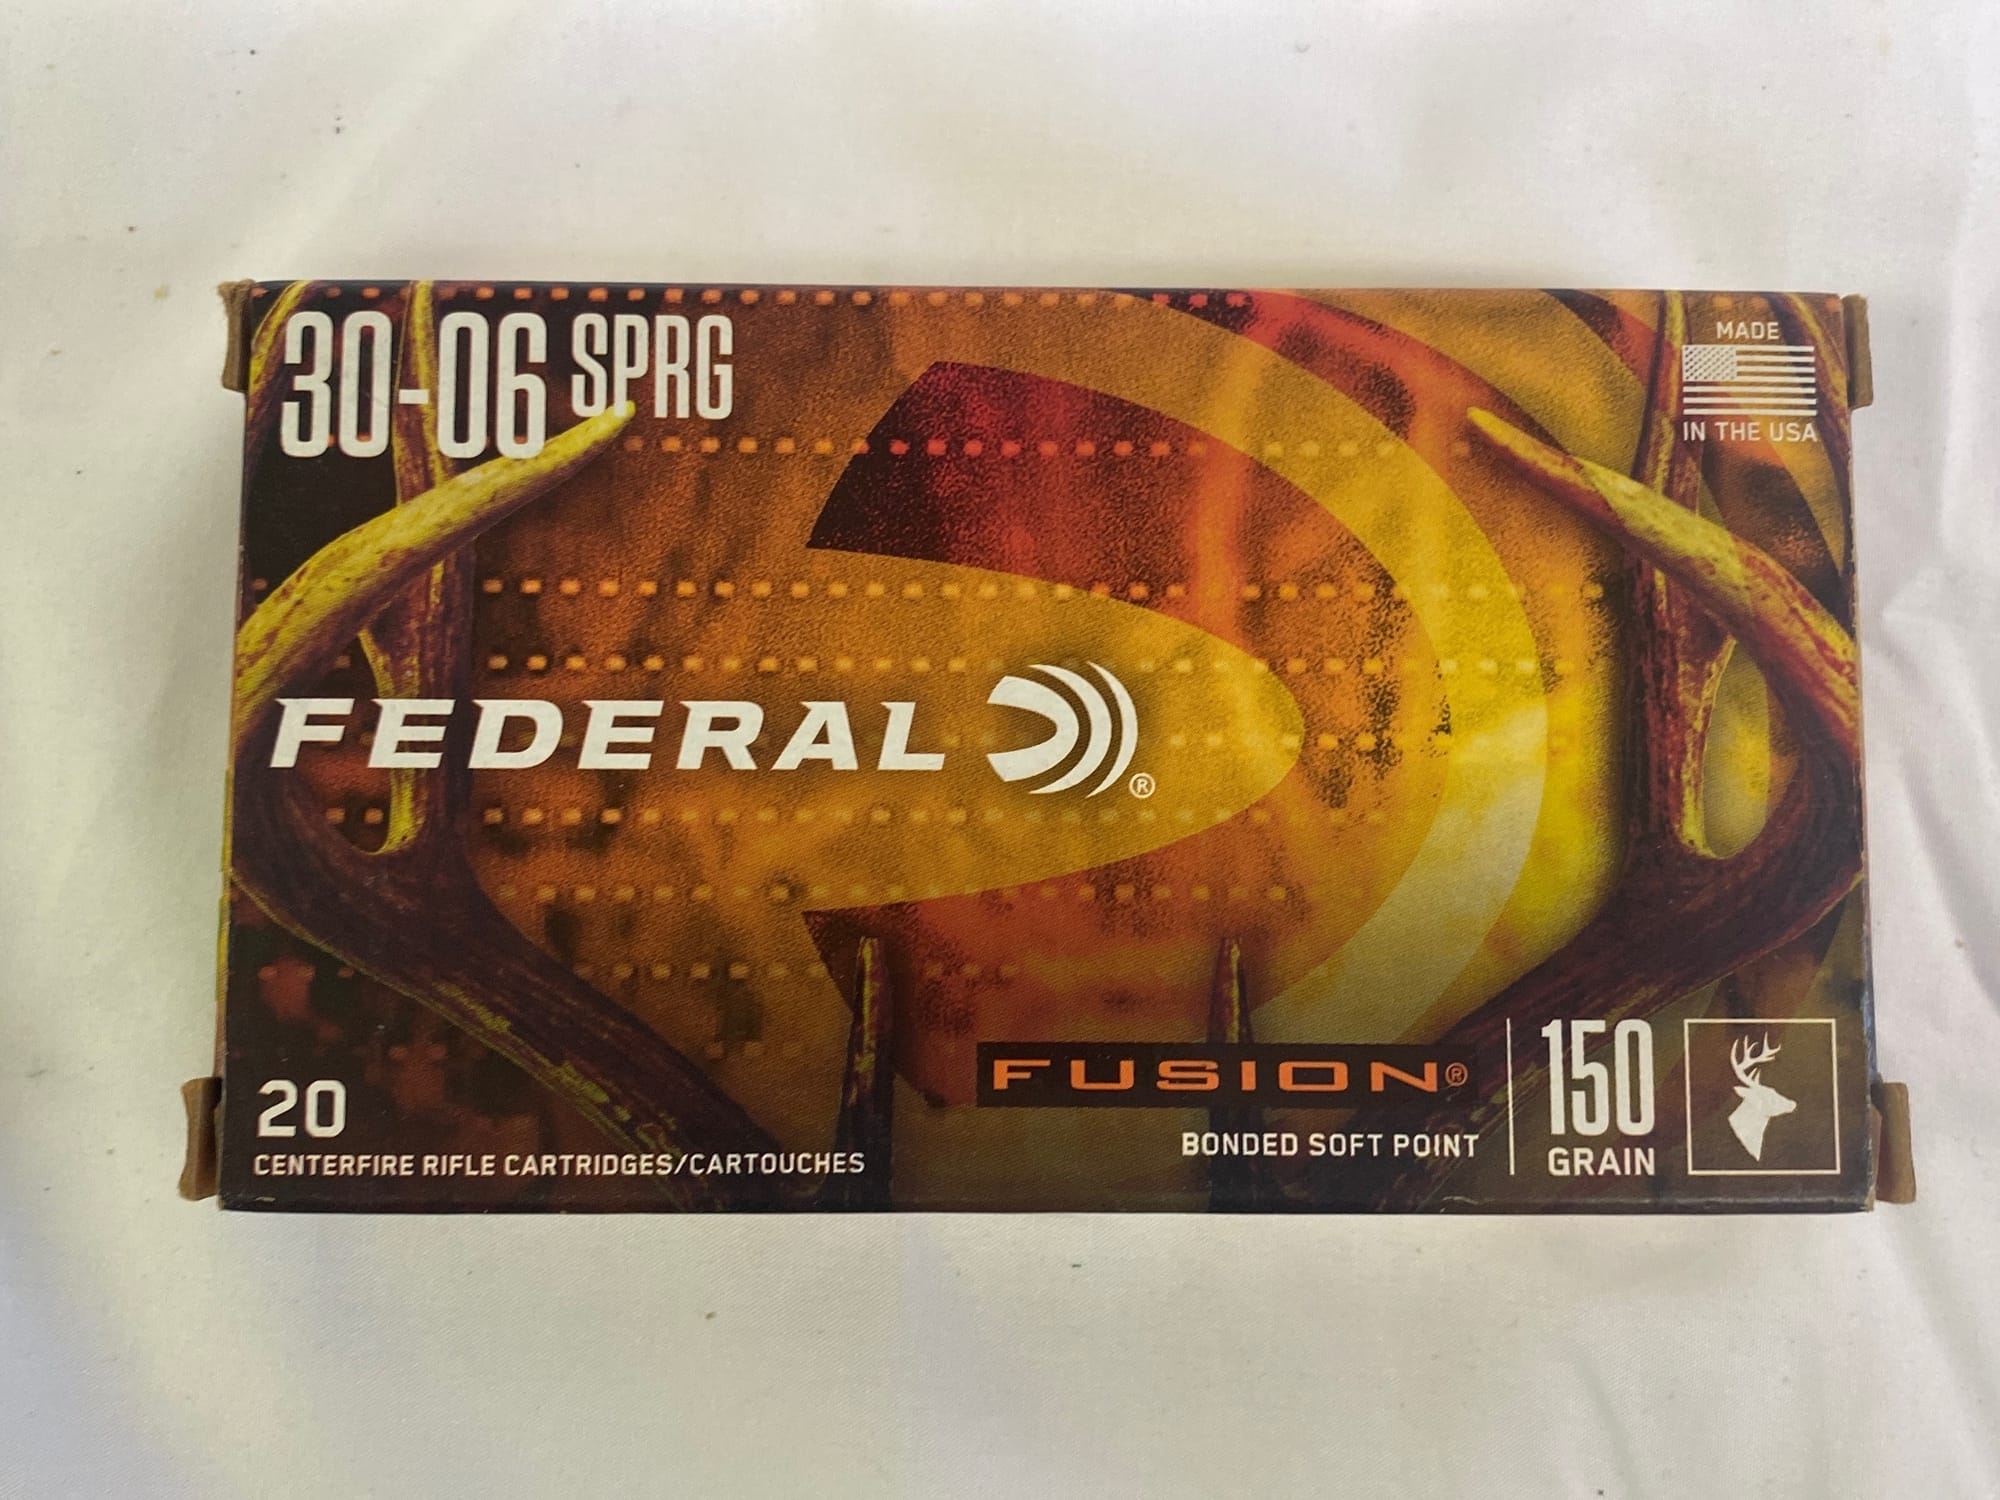 30-06 SPRG
MADE
IN THE USA
FEDERAL ®
FUSION®
BONDED SOFT POINT
150
GRAIN
20
CENTERFIRE RIFLE CARTRIDGES/CARTOUCHES